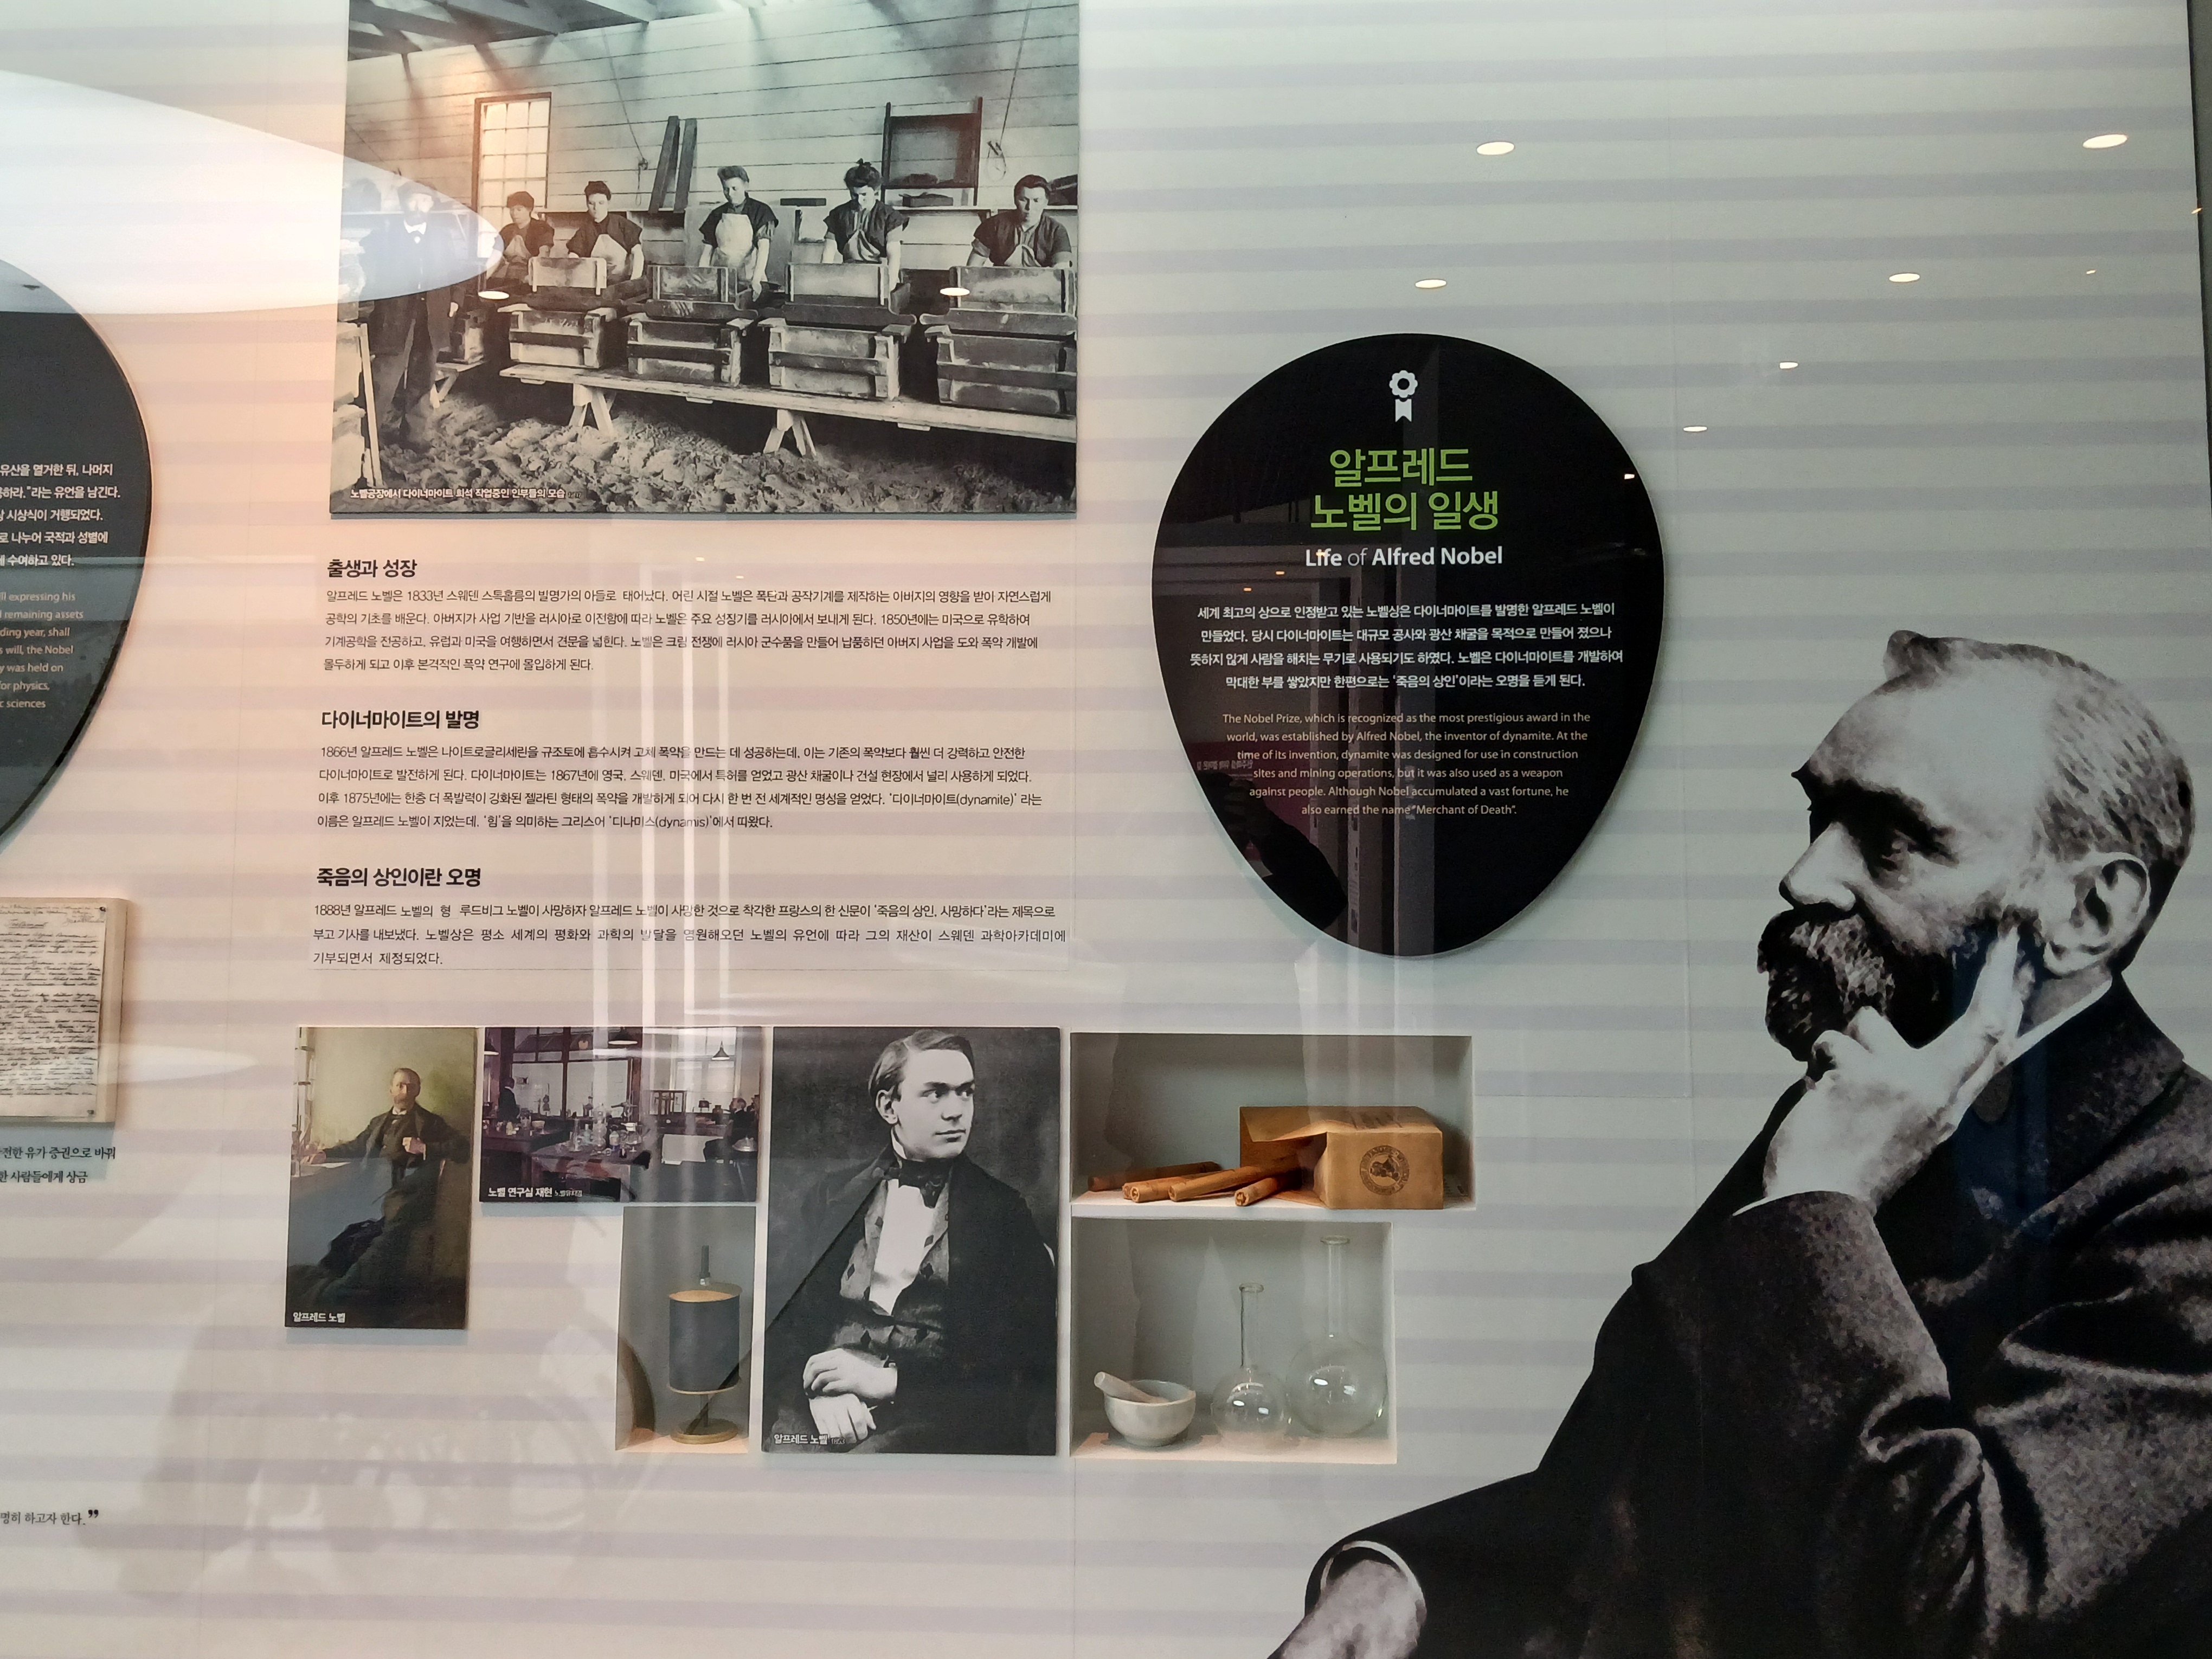 유산을 열거한 뒤, 나머지
하라."라는 유언을 남긴다.
시상식이 거행되었다.
로 나누어 국적과 성별에
수여하고 있다.
ll expressing his
remaining assets
ding year, shall
s will, the Nobel
y was held on
for physics,
c sciences
전한 유가 증권으로 바꿔
한 사람들에게 상금
명히 하고자 한다.”
노벨공장에서 다이너마이트 희석 작업중인 인부들의 모습
출생과 성장
알프레드 노벨은 1833년 스웨덴 스톡홀름의 발명가의 아들로 태어났다. 어린 시절 노벨은 폭탄과 공작기계를 제작하는 아버지의 영향을 받아 자연스럽게
공학의 기초를 배운다. 아버지가 사업 기반을 러시아로 이전함에 따라 노벨은 주요 성장기를 러시아에서 보내게 된다. 1850년에는 미국으로 유학하여
기계공학을 전공하고, 유럽과 미국을 여행하면서 견문을 넓힌다. 노벨은 크림 전쟁에 러시아 군수품을 만들어 납품하던 아버지 사업을 도와 폭약 개발에
몰두하게 되고 이후 본격적인 폭약 연구에 몰입하게 된다.
다이너마이트의 발명
1866년 알프레드 노벨은 나이트로글리세린을 규조토에 흡수시켜 고체 폭약을 만드는 데 성공하는데, 이는 기존의 폭약보다 훨씬 더 강력하고 안전한
다이너마이트로 발전하게 된다. 다이너마이트는 1867년에 영국, 스웨덴, 미국에서 특허를 얻었고 광산 채굴이나 건설 현장에서 널리 사용하게 되었다.
이후 1875년에는 한층 더 폭발력이 강화된 젤라틴 형태의 폭약을 개발하게 되어 다시 한 번 전 세계적인 명성을 얻었다. '다이너마이트(dynamite)' 라는
이름은 알프레드 노벨이 지었는데, '힘'을 의미하는 그리스어 '디나미스(dynamis)'에서 따왔다.
죽음의 상인이란 오명
1888년 알프레드 노벨의 형 루드비그 노벨이 사망하자 알프레드 노벨이 사망한 것으로 착각한 프랑스의 한 신문이 '죽음의 상인, 사망하다'라는 제목으로
부고 기사를 내보냈다. 노벨상은 평소 세계의 평화와 과학의 발달을 염원해오던 노벨의 유언에 따라 그의 재산이 스웨덴 과학아카데미에
기부되면서 제정되었다.
알프레드 노벨
노벨 연구실 재현 노벨뮤지엄
알프레드 노벨
알프레드
노벨의 일생
Life of Alfred Nobel
세계 최고의 상으로 인정받고 있는 노벨상은 다이너마이트를 발명한 알프레드 노벨이
만들었다. 당시 다이너마이트는 대규모 공사와 광산 채굴을 목적으로 만들어 졌으나
뜻하지 않게 사람을 해치는 무기로 사용되기도 하였다. 노벨은 다이너마이트를 개발하여
막대한 부를 쌓았지만 한편으로는 '죽음의 상인'이라는 오명을 듣게 된다.
The Nobel Prize, which is recognized as the most prestigious award in the
world, was established by Alfred Nobel, the inventor of dynamite. At the
time of its invention, dynamite was designed for use in construction
sites and mining operations, but it was also used as a weapon
against people. Although Nobel accumulated a vast fortune, he
also earned the name "Merchant of Death".